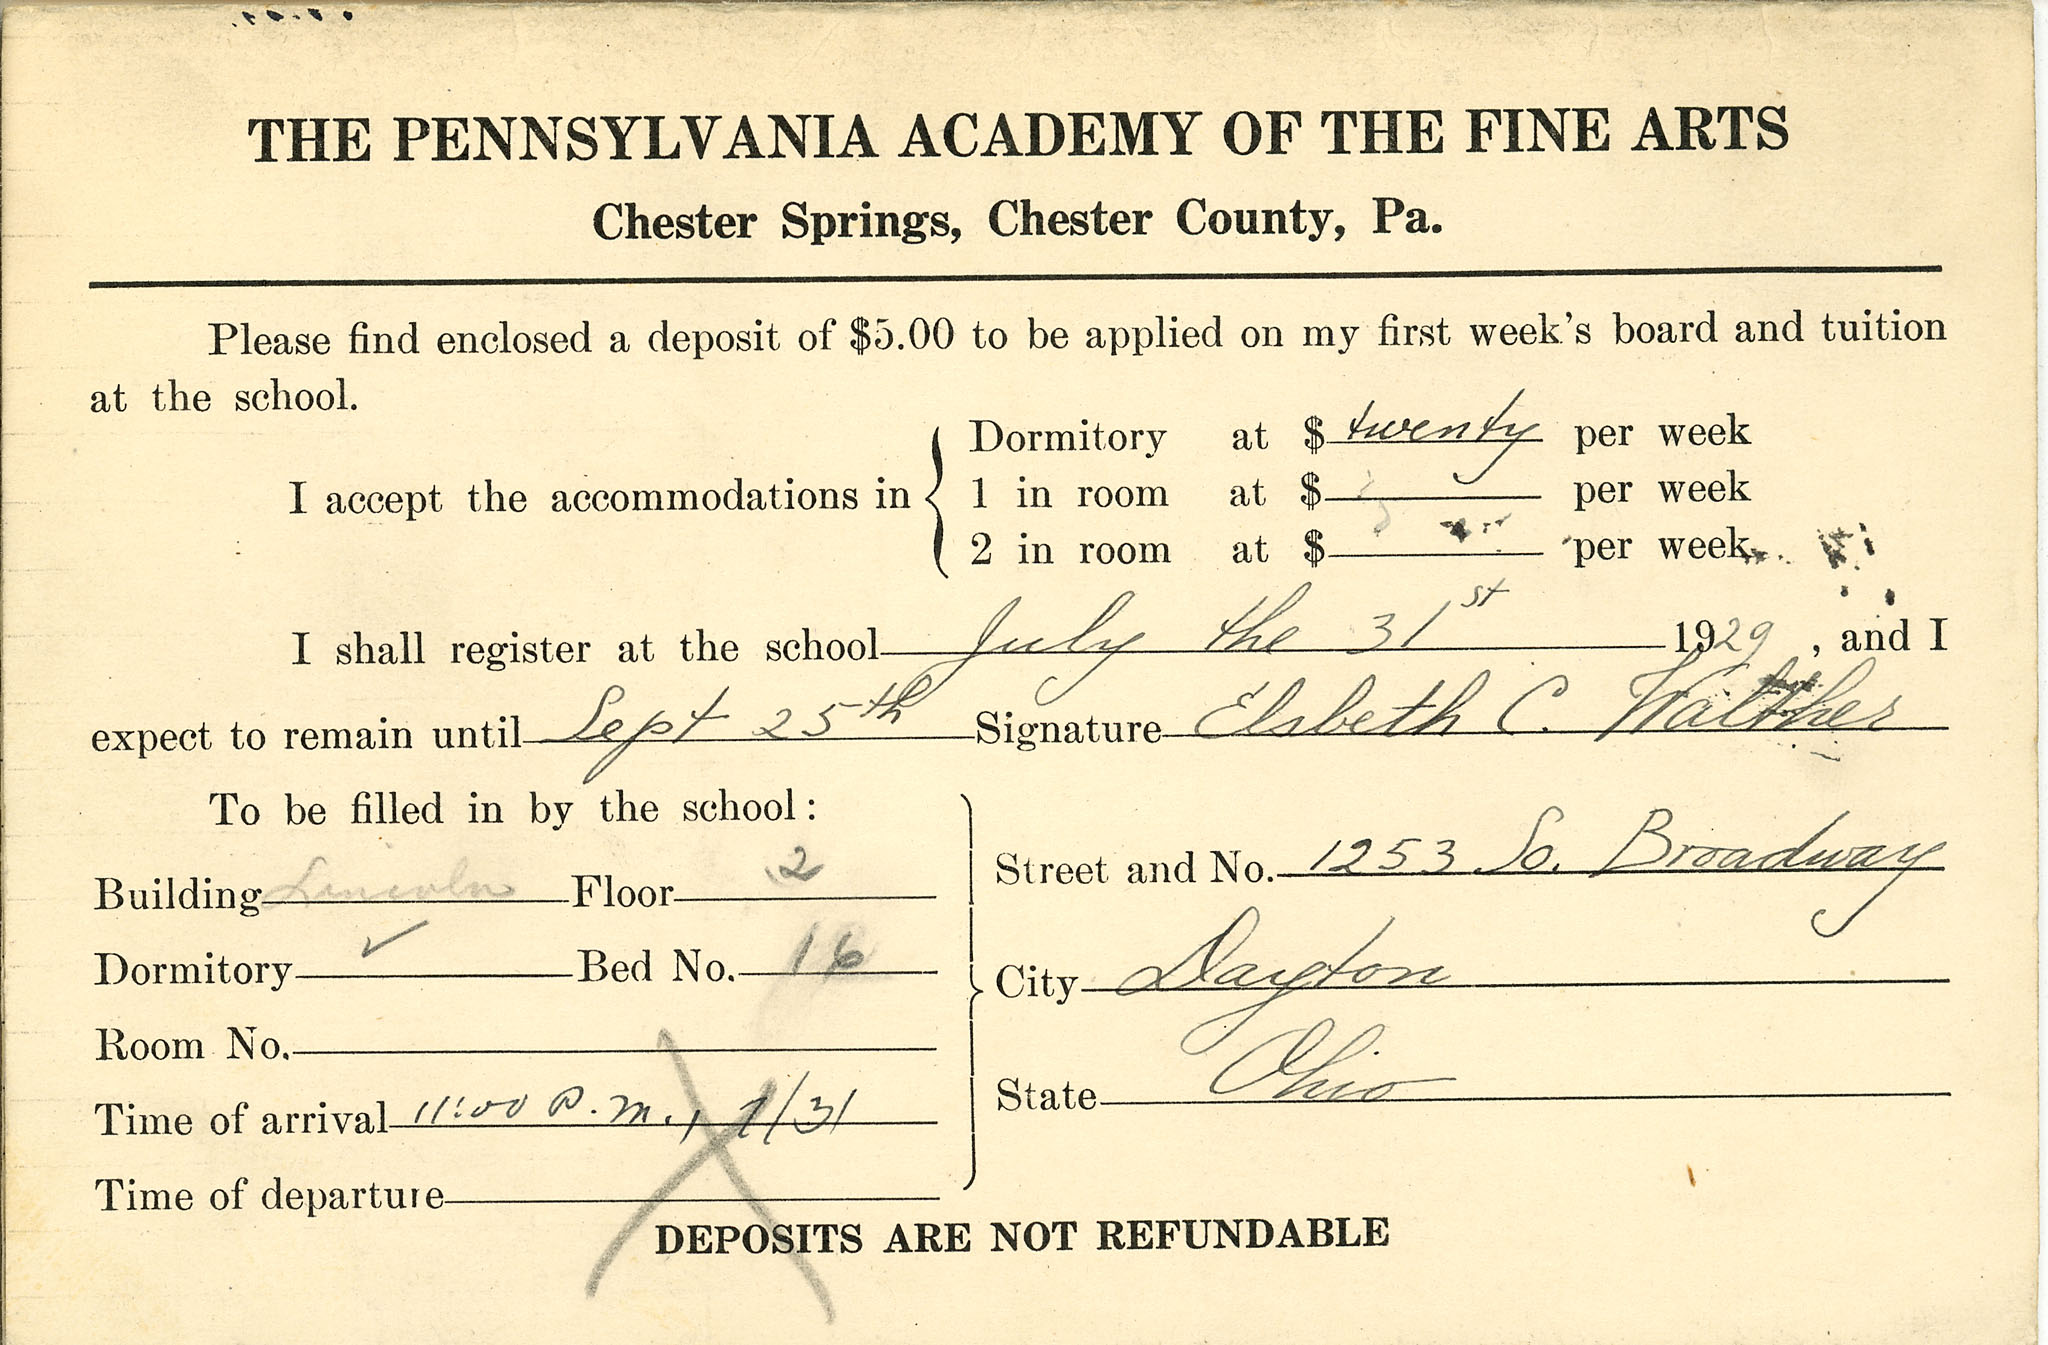 THE PENNSYLVANIA ACADEMY OF THE FINE ARTS
Chester Springs, Chester County, Pa.
Please find enclosed a deposit of $5.00 to be applied on my first week's board and tuition
at the school.
I accept the accommodations in
Dormitory at $ twenty per week
1 in room at $ per week
2 in room at $ per week
I shall register at the school July the 31st 1929, and I
expect to remain until Sept 25th Signature Elsbeth C. Walther
To be filled in by the school:
Building Lincoln Floor 2
Dormitory ✓ Bed No. 16
Room No.
Time of arrival 11:00 P.M., 7/31
Time of departure
Street and No. 1253 So. Broadway
City Dayton
State Ohio
DEPOSITS ARE NOT REFUNDABLE